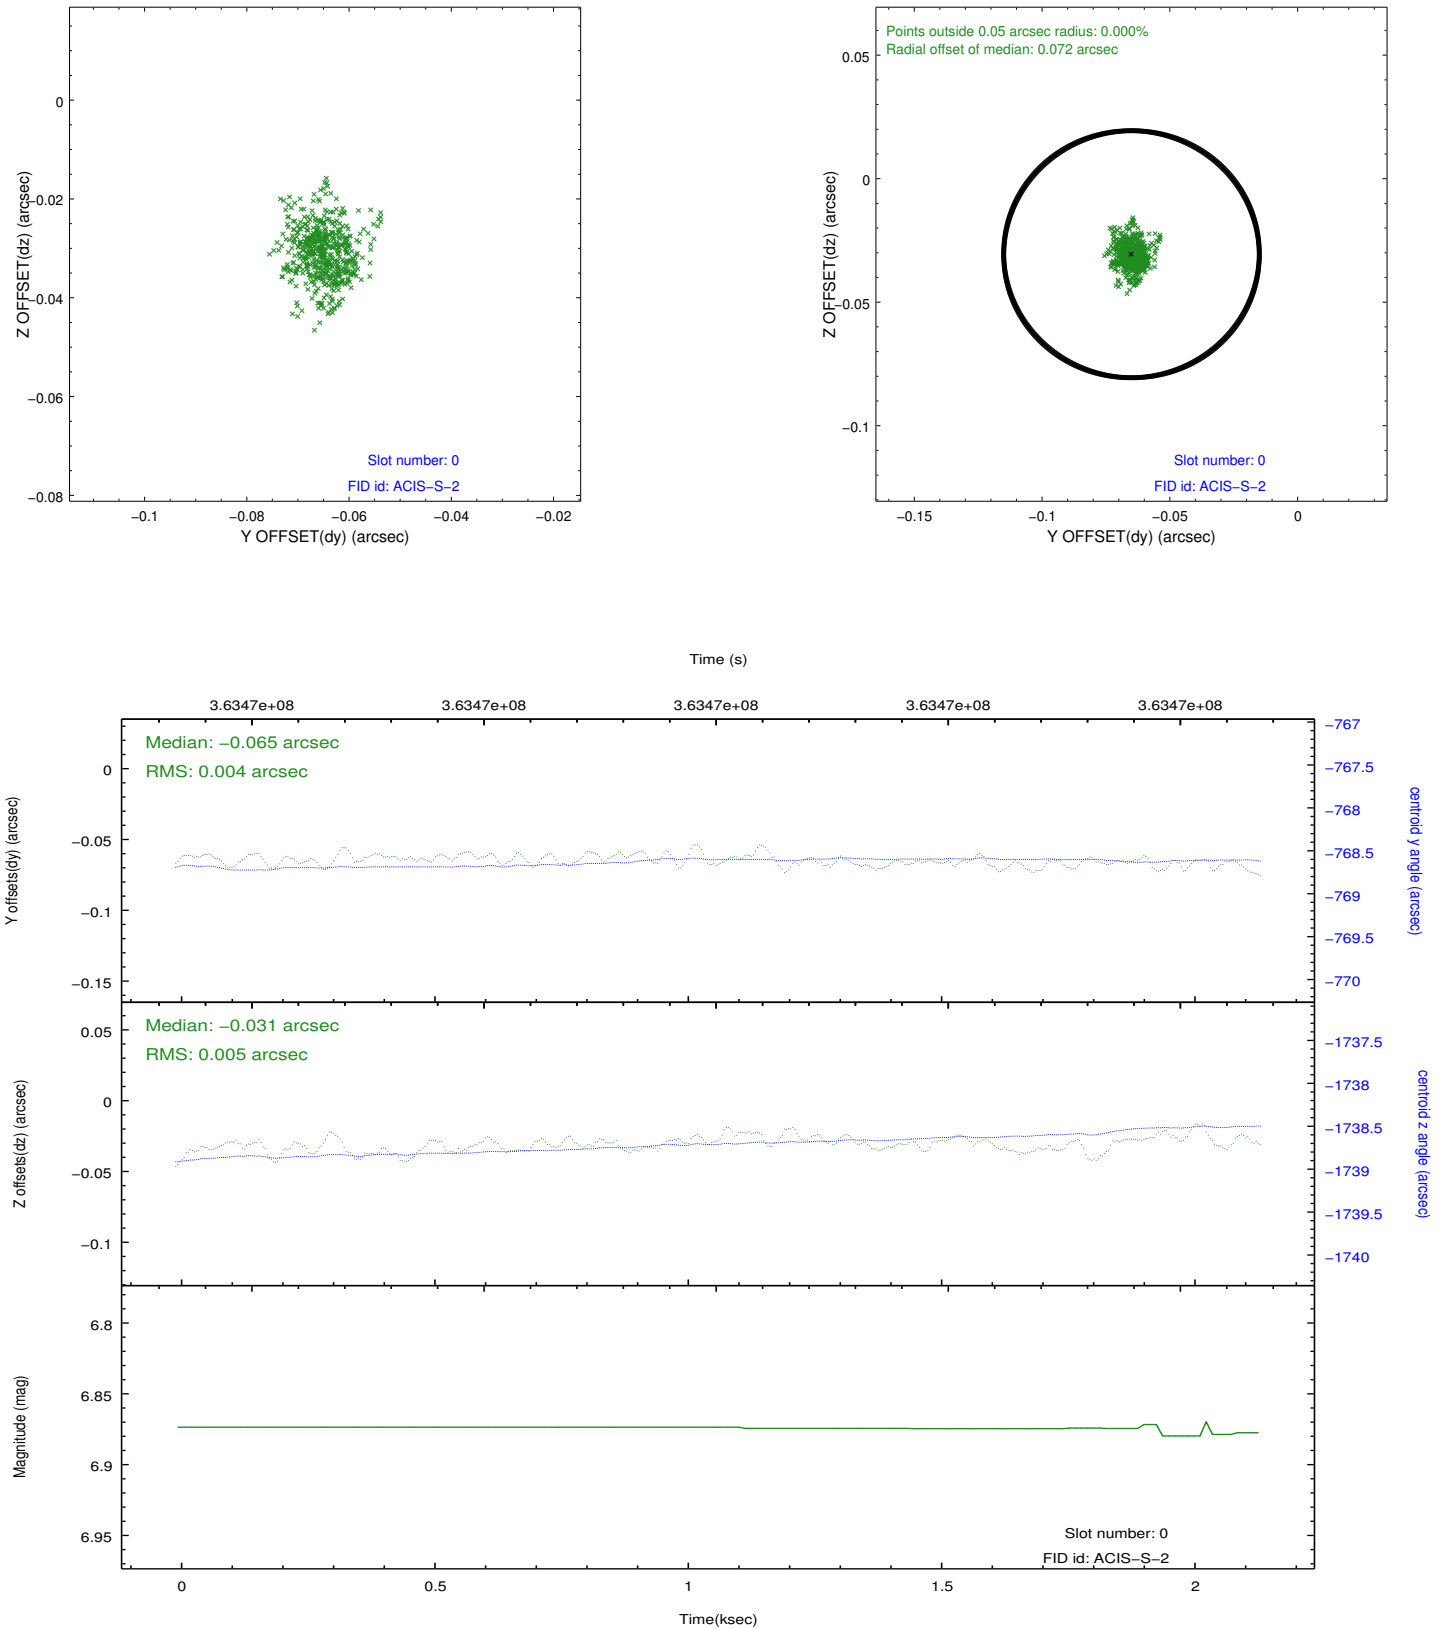 0
−0.02
−0.04
−0.06
−0.08
Z OFFSET(dz) (arcsec)
Slot number: 0
FID id: ACIS−S−2
−0.1
−0.08
−0.06
−0.04
−0.02
Y OFFSET(dy) (arcsec)
Points outside 0.05 arcsec radius: 0.000%
Radial offset of median: 0.072 arcsec
0.05
0
−0.05
−0.1
Z OFFSET(dz) (arcsec)
Slot number: 0
FID id: ACIS−S−2
−0.15
−0.1
−0.05
0
Y OFFSET(dy) (arcsec)
Time (s)
3.6347e+08
3.6347e+08
3.6347e+08
3.6347e+08
3.6347e+08
Median: −0.065 arcsec
RMS: 0.004 arcsec
0
−0.05
−0.1
−0.15
Y offsets(dy) (arcsec)
−767
−767.5
−768
−768.5
−769
−769.5
−770
centroid y angle (arcsec)
Median: −0.031 arcsec
RMS: 0.005 arcsec
0.05
0
−0.05
−0.1
Z offsets(dz) (arcsec)
−1737.5
−1738
−1738.5
−1739
−1739.5
−1740
centroid z angle (arcsec)
6.8
6.85
6.9
6.95
Magnitude (mag)
Slot number: 0
FID id: ACIS−S−2
0
0.5
1
1.5
2
Time(ksec)